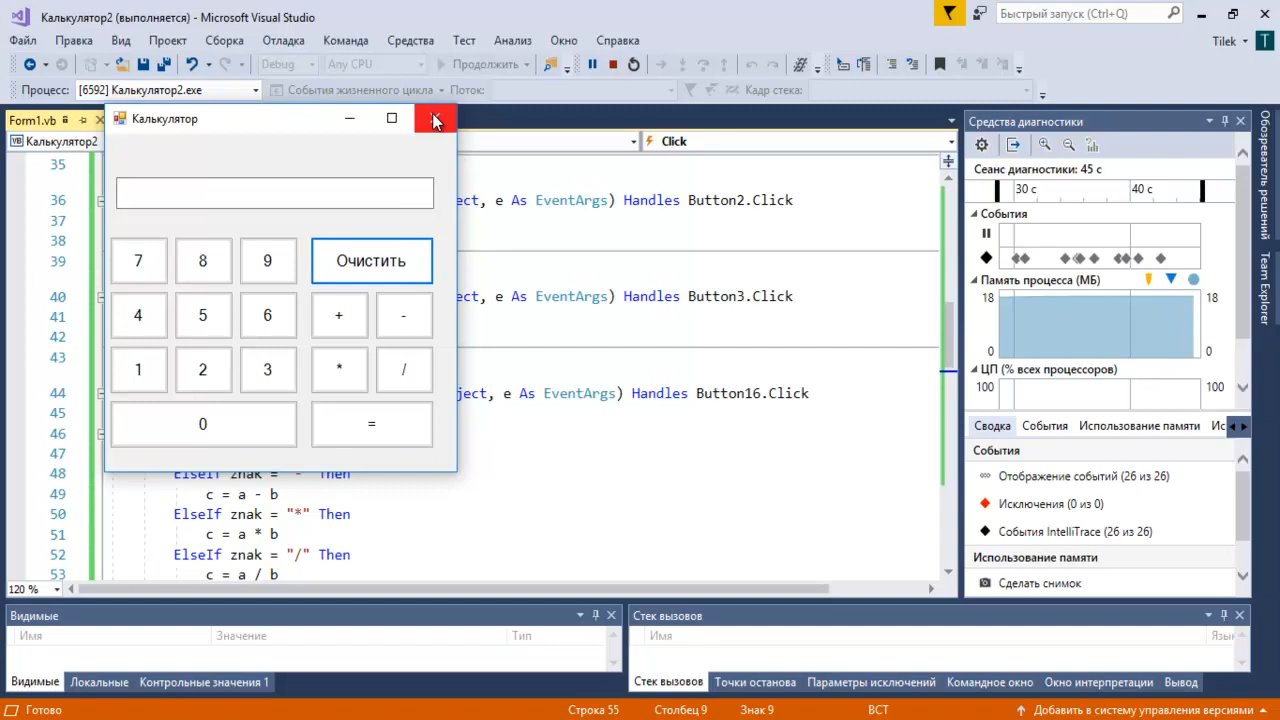 Калькулятор2 (выполняется) - Microsoft Visual Studio
Быстрый запуск (Ctrl+Q)
Файл Правка Вид Проект Сборка Отладка Команда Средства Тест Анализ Окно Справка
Tilek T
Debug Any CPU Продолжить
Процесс: [6592] Калькулятор2.exe События жизненного цикла Поток: Кадр стека:
Form1.vb
Калькулятор2
Click
Калькулятор
7 8 9 Очистить
4 5 6 + -
1 2 3 * /
0 =
35
36 ect, e As EventArgs) Handles Button2.Click
37
38
39
40 ect, e As EventArgs) Handles Button3.Click
41
42
43
44 ject, e As EventArgs) Handles Button16.Click
45
46
48 ElseIf znak = "-" Then
49 c = a - b
50 ElseIf znak = "*" Then
51 c = a * b
52 ElseIf znak = "/" Then
53 c = a / b
120 %
Средства диагностики
Сеанс диагностики: 45 с
30 с 40 с
События
Память процесса (МБ)
18 18
0 0
ЦП (% всех процессоров)
100 100
Сводка События Использование памяти Ис
События
Отображение событий (26 из 26)
Исключения (0 из 0)
События IntelliTrace (26 из 26)
Использование памяти
Сделать снимок
Обозреватель решений
Team Explorer
Видимые
Имя Значение Тип
Видимые Локальные Контрольные значения 1
Стек вызовов
Имя Язы
Стек вызовов Точки останова Параметры исключений Командное окно Окно интерпретации Вывод
Готово Строка 55 Столбец 9 Знак 9 ВСТ Добавить в систему управления версиями